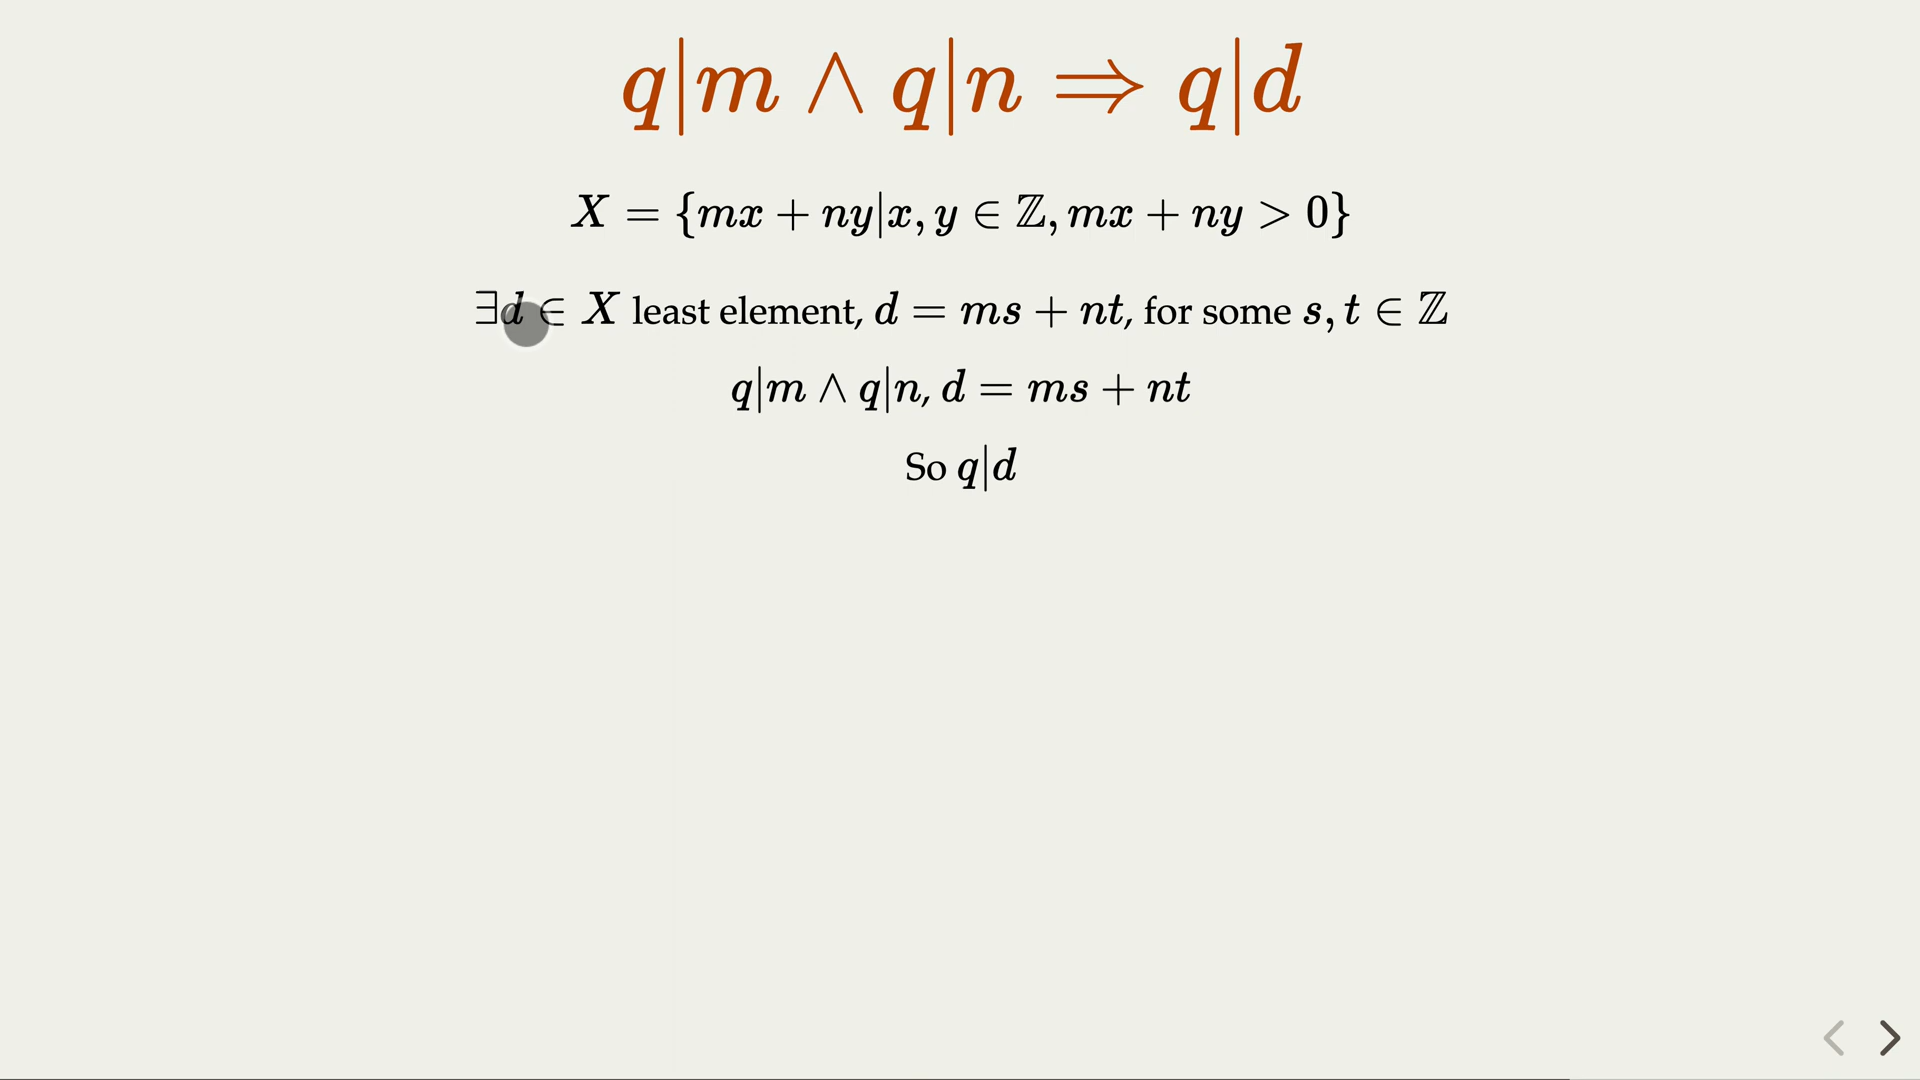 q|m ∧ q|n ⇒ q|d
X = {mx + ny|x, y ∈ ℤ, mx + ny > 0}
∃d ∈ X least element, d = ms + nt, for some s, t ∈ ℤ
q|m ∧ q|n, d = ms + nt
So q|d